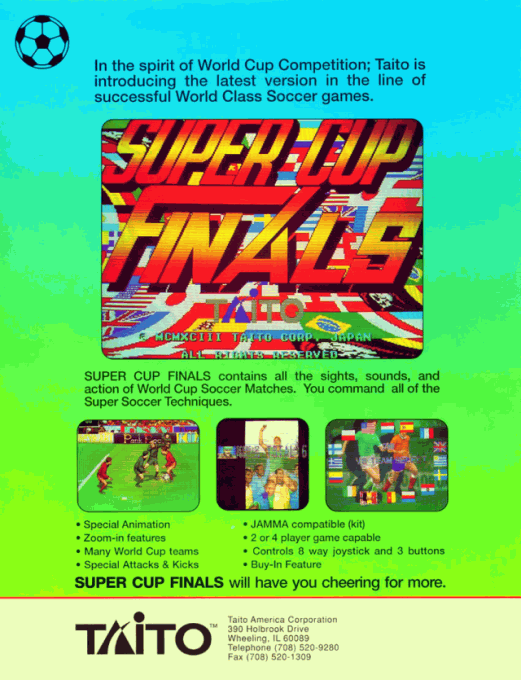 In the spirit of World Cup Competition; Taito is
introducing the latest version in the line of
successful World Class Soccer games.
SUPER CUP
FINALS
TAITO
© MCMXCIII TAITO CORP. JAPAN
ALL RIGHTS RESERVED
SUPER CUP FINALS contains all the sights, sounds, and
action of World Cup Soccer Matches. You command all of the
Super Soccer Techniques.
• Special Animation
• Zoom-in features
• Many World Cup teams
• Special Attacks & Kicks
• JAMMA compatible (kit)
• 2 or 4 player game capable
• Controls 8 way joystick and 3 buttons
• Buy-In Feature
SUPER CUP FINALS will have you cheering for more.
TAITO™
Taito America Corporation
390 Holbrook Drive
Wheeling, IL 60089
Telephone (708) 520-9280
Fax (708) 520-1309